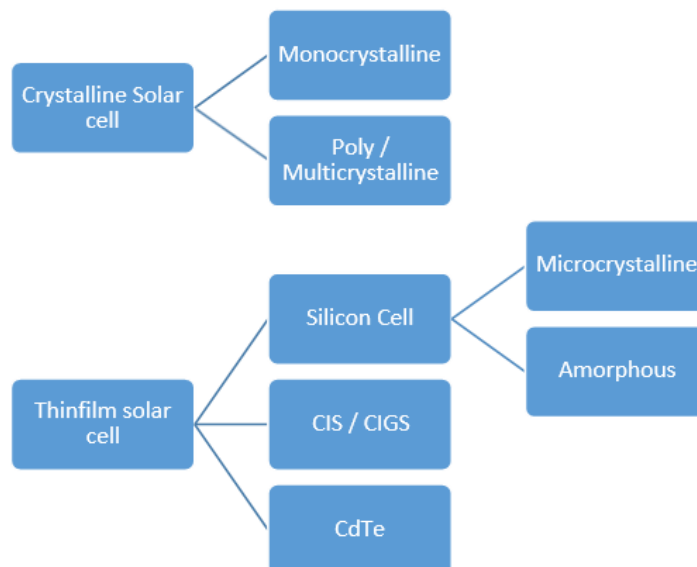 Monocrystalline
Crystalline Solar
cell
Poly /
Multicrystalline
Microcrystalline
Silicon Cell
Amorphous
Thinfilm solar
cell
CIS / CIGS
CdTe